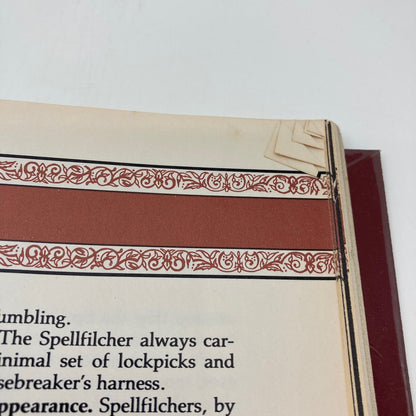 umbling.
The Spellfilcher always car-
inimal set of lockpicks and
sebreaker's harness.
ppearance. Spellfilchers, by